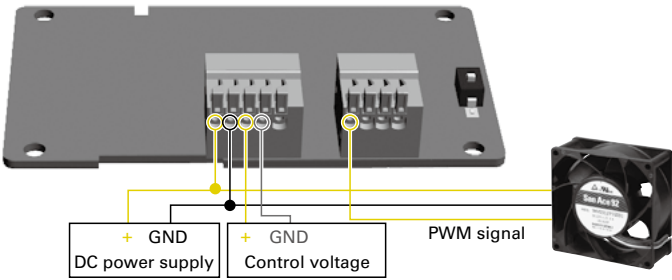 San Ace 92
PWM signal
+ GND
DC power supply
+ GND
Control voltage